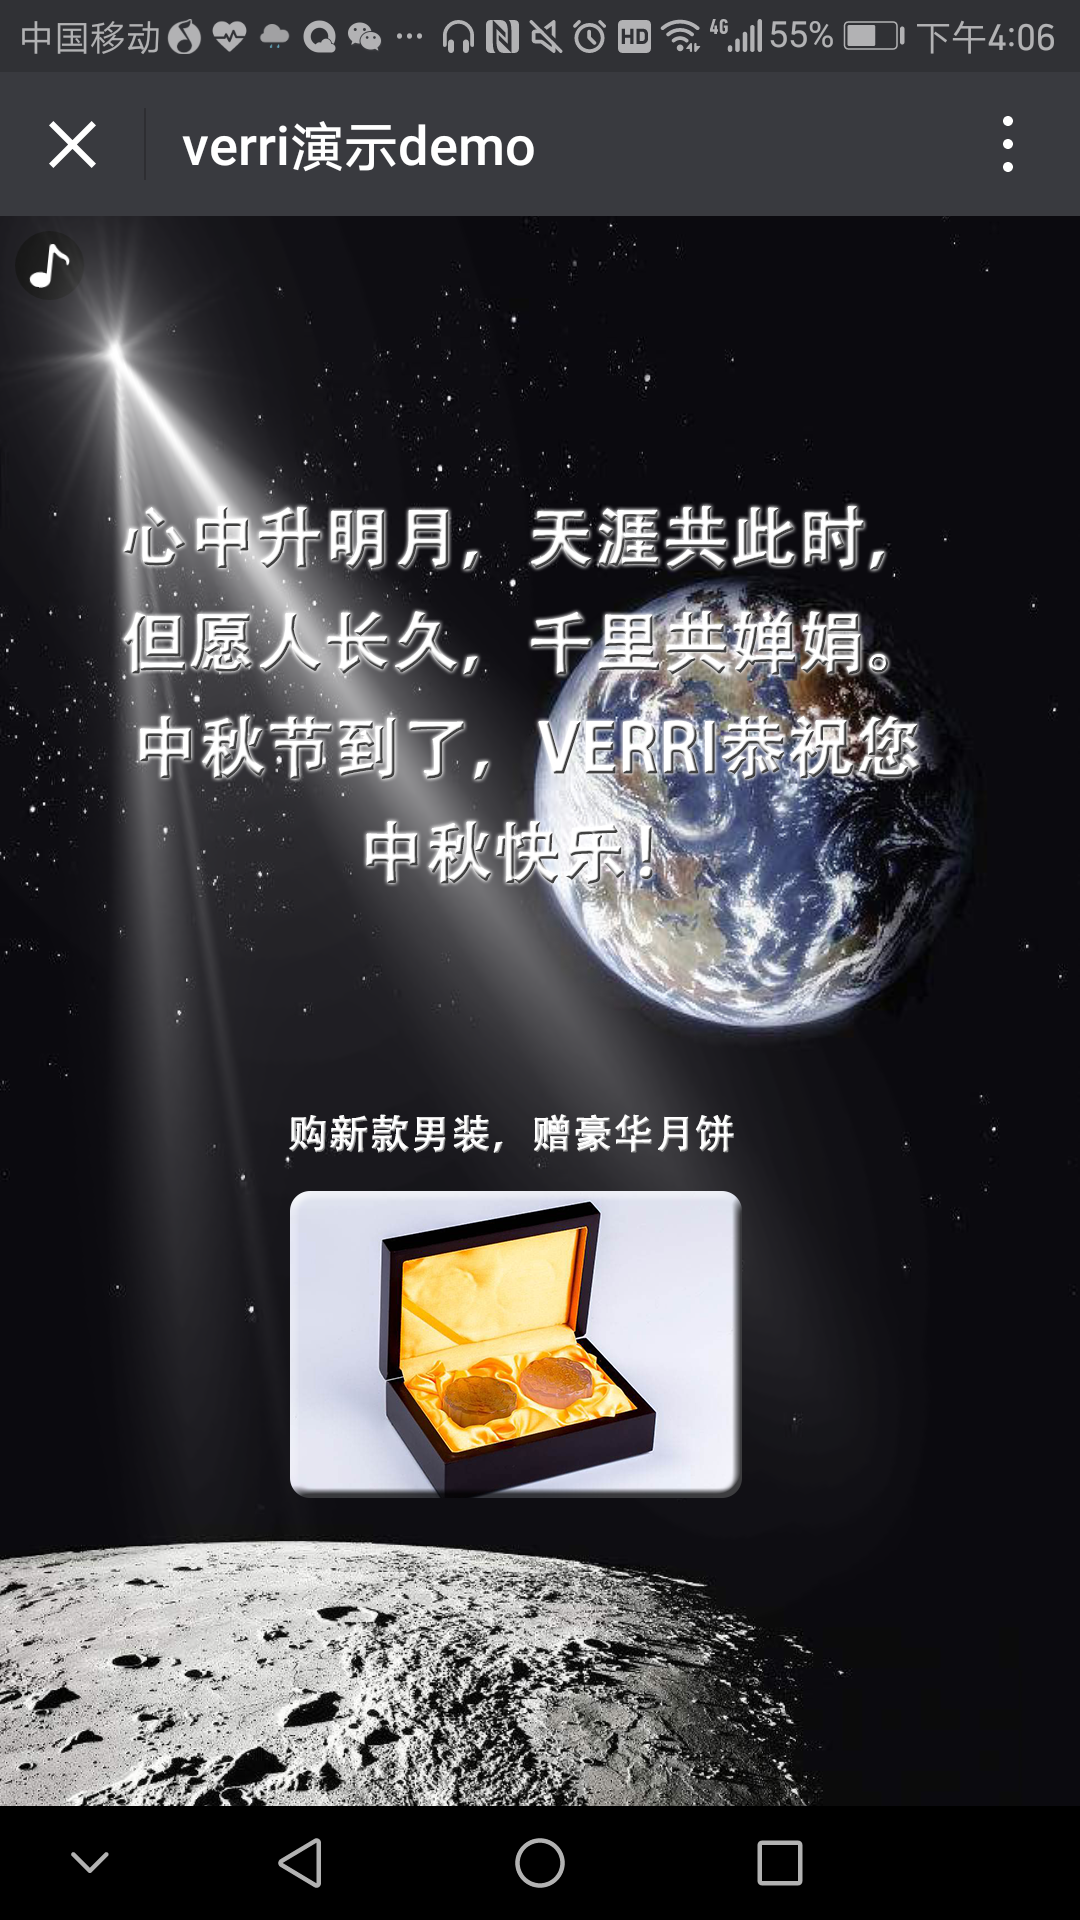 中国移动 ... HD 4G 55% 下午4:06
verri演示demo
心中升明月，天涯共此时，
但愿人长久，千里共婵娟。
中秋节到了，VERRI恭祝您
中秋快乐！
购新款男装，赠豪华月饼